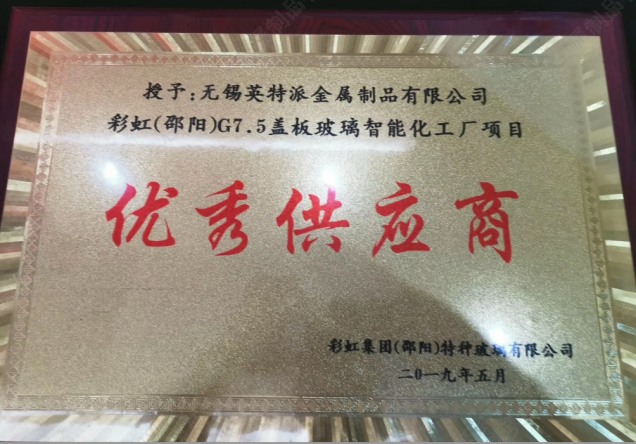 授予:无锡英特派金属制品有限公司
彩虹(邵阳)G7.5盖板玻璃智能化工厂项目
优秀供应商
彩虹集团(邵阳)特种玻璃有限公司
二0一九年五月